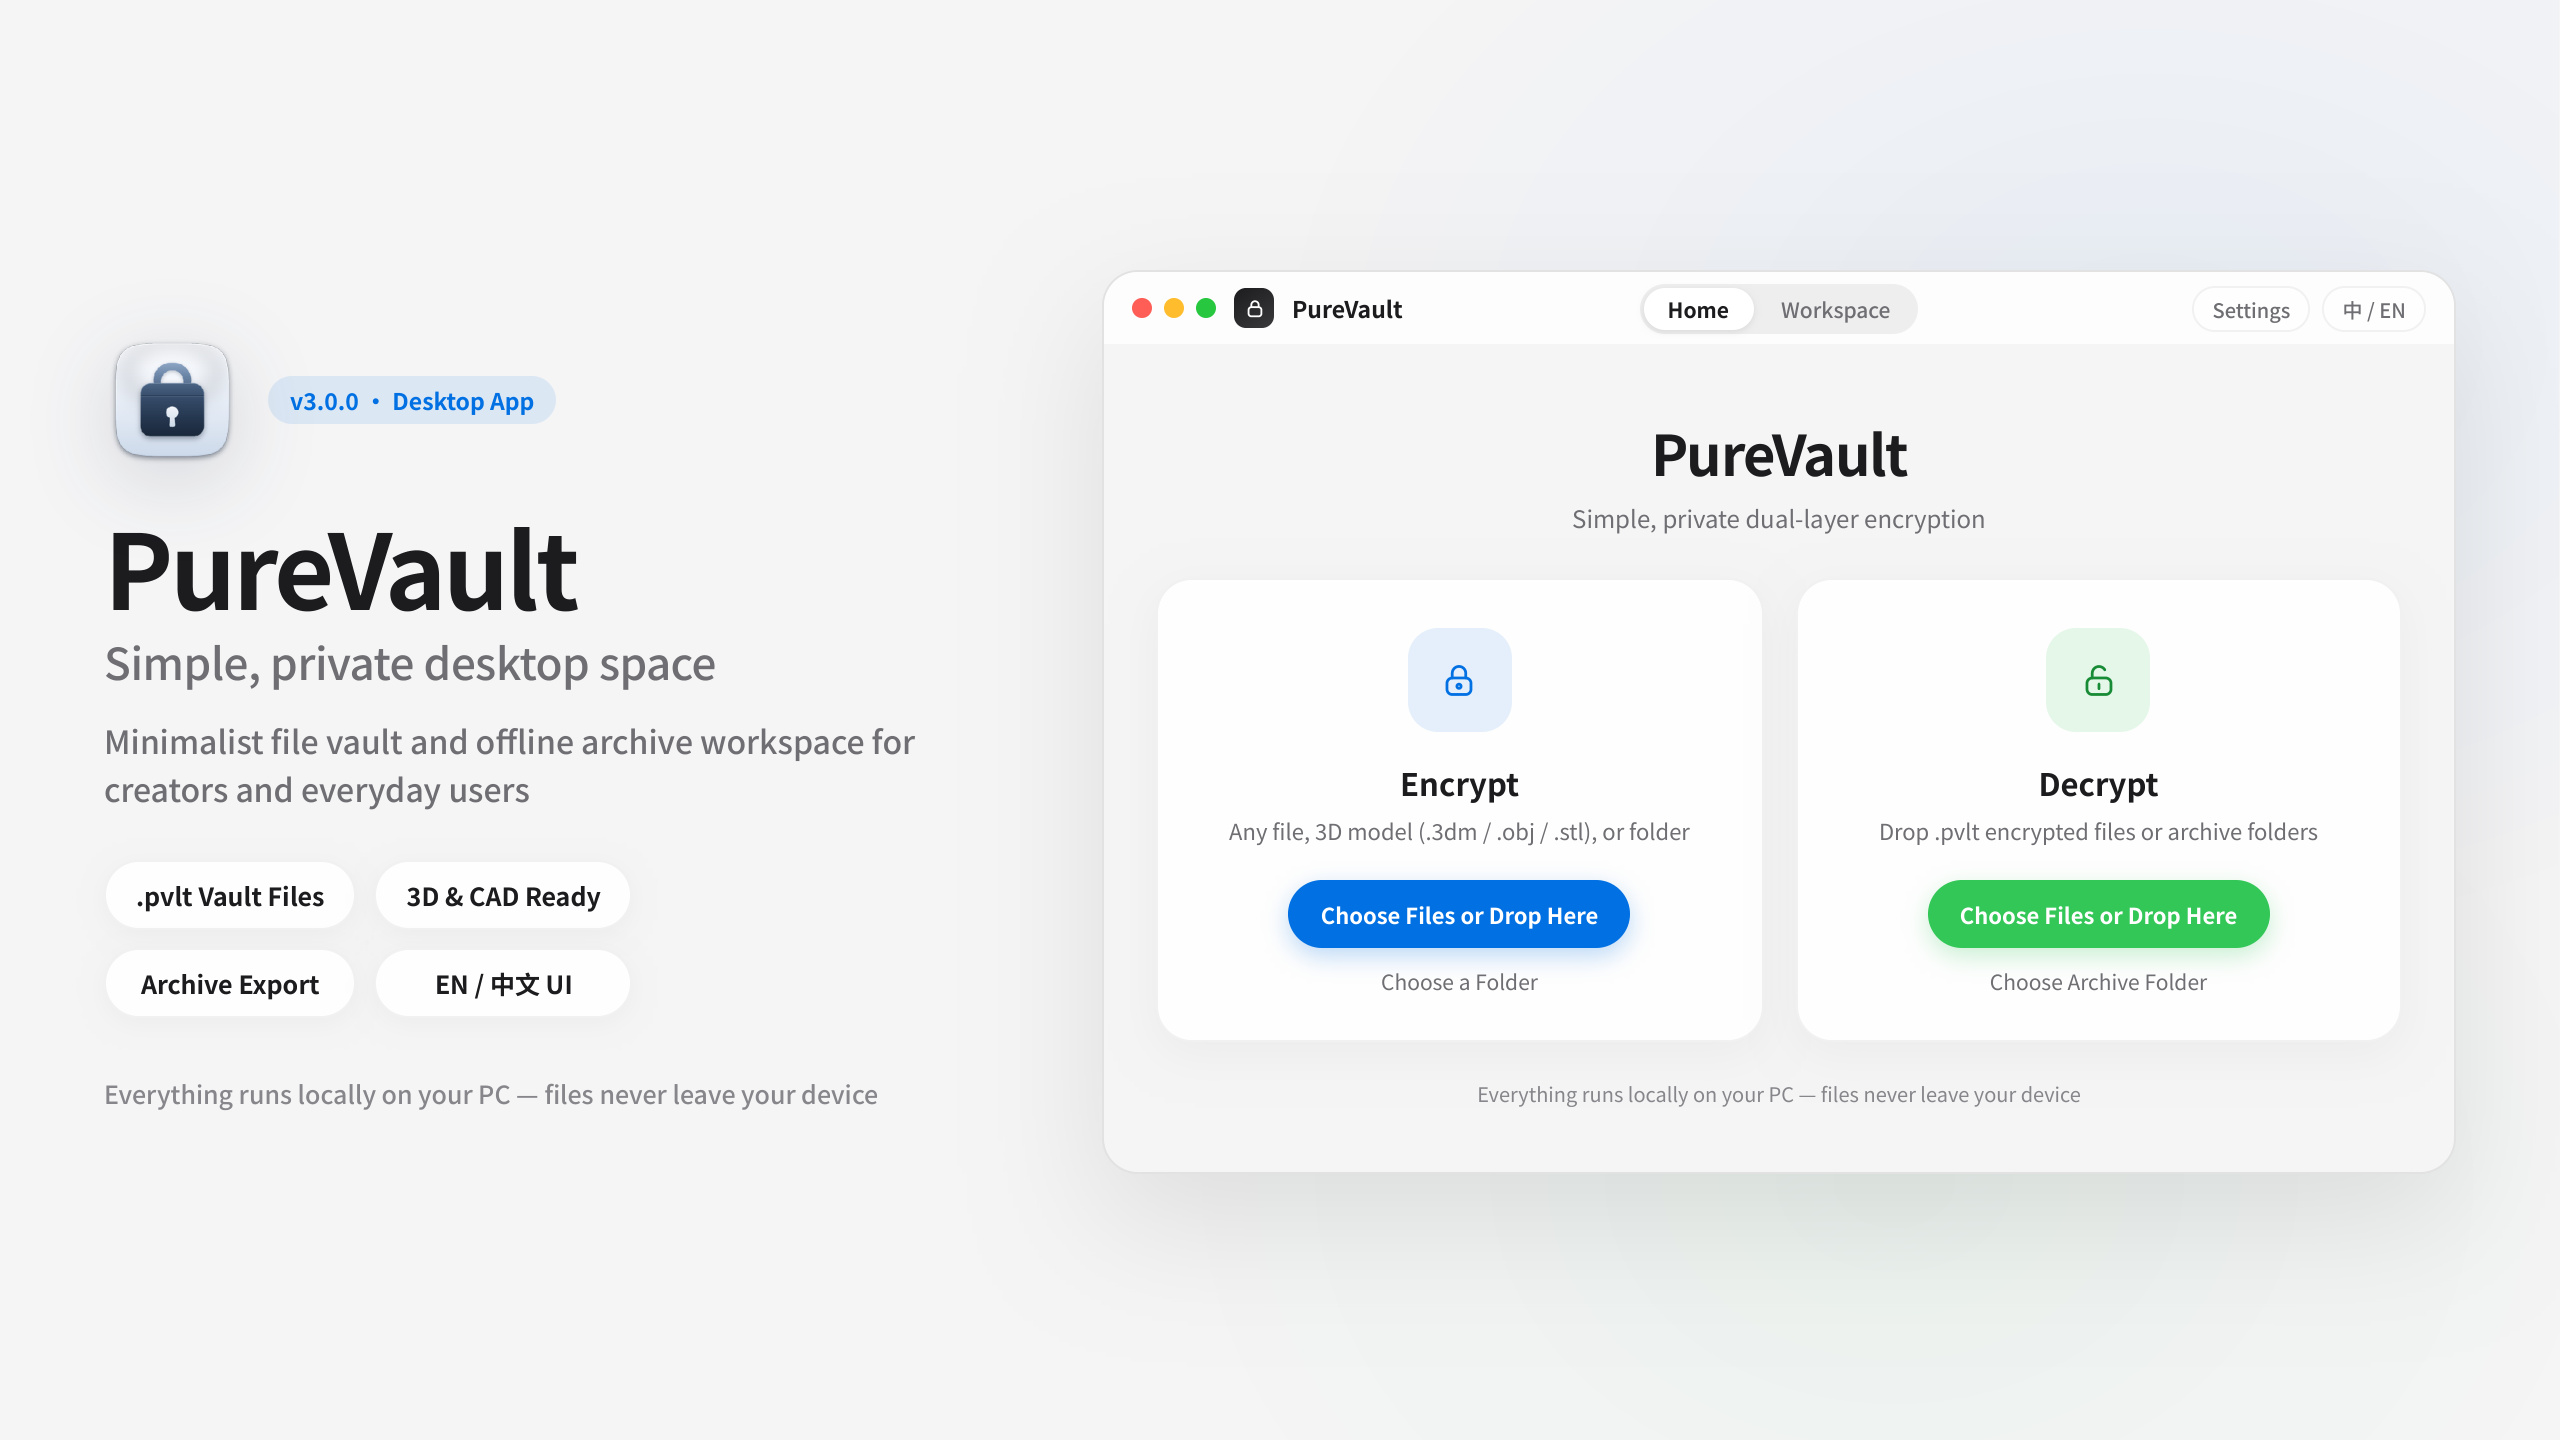 v3.0.0 • Desktop App
PureVault
Simple, private desktop space
Minimalist file vault and offline archive workspace for
creators and everyday users
.pvlt Vault Files
3D & CAD Ready
Archive Export
EN / 中文 UI
Everything runs locally on your PC — files never leave your device
PureVault
Home
Workspace
Settings
中 / EN
PureVault
Simple, private dual-layer encryption
Encrypt
Any file, 3D model (.3dm / .obj / .stl), or folder
Choose Files or Drop Here
Choose a Folder
Decrypt
Drop .pvlt encrypted files or archive folders
Choose Files or Drop Here
Choose Archive Folder
Everything runs locally on your PC — files never leave your device